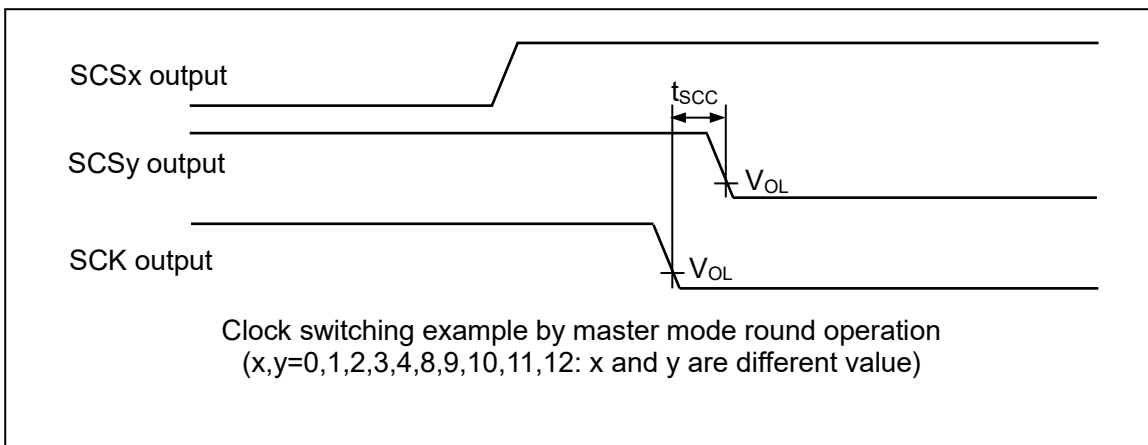 SCSx output
tSCC
SCSy output
VOL
SCK output
VOL
Clock switching example by master mode round operation
(x,y=0,1,2,3,4,8,9,10,11,12: x and y are different value)